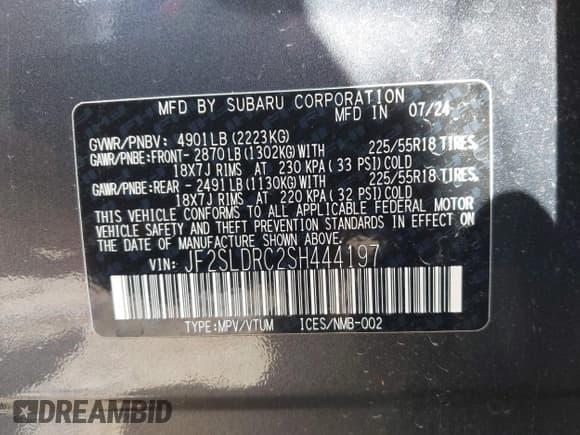 MFD BY SUBARU CORPORATION
MFD IN 07/24
GVWR/PNBV: 4901LB (2223KG)
GAWR/PNBE:FRONT- 2870LB (1302KG)WITH 225/55R18 TIRES,
18X7J RIMS AT 230 KPA ( 33 PSI) COLD
GAWR/PNBE:REAR - 2491LB (1130KG)WITH 225/55R18 TIRES,
18X7J RIMS AT 220 KPA ( 32 PSI) COLD
THIS VEHICLE CONFORMS TO ALL APPLICABLE FEDERAL MOTOR
VEHICLE SAFETY AND THEFT PREVENTION STANDARDS IN EFFECT ON
THE DATE OF MANUFACTURE SHOWN ABOVE.
VIN: JF2SLDRC2SH444197
TYPE:MPV/VTUM ICES/NMB-002
DREAMBID